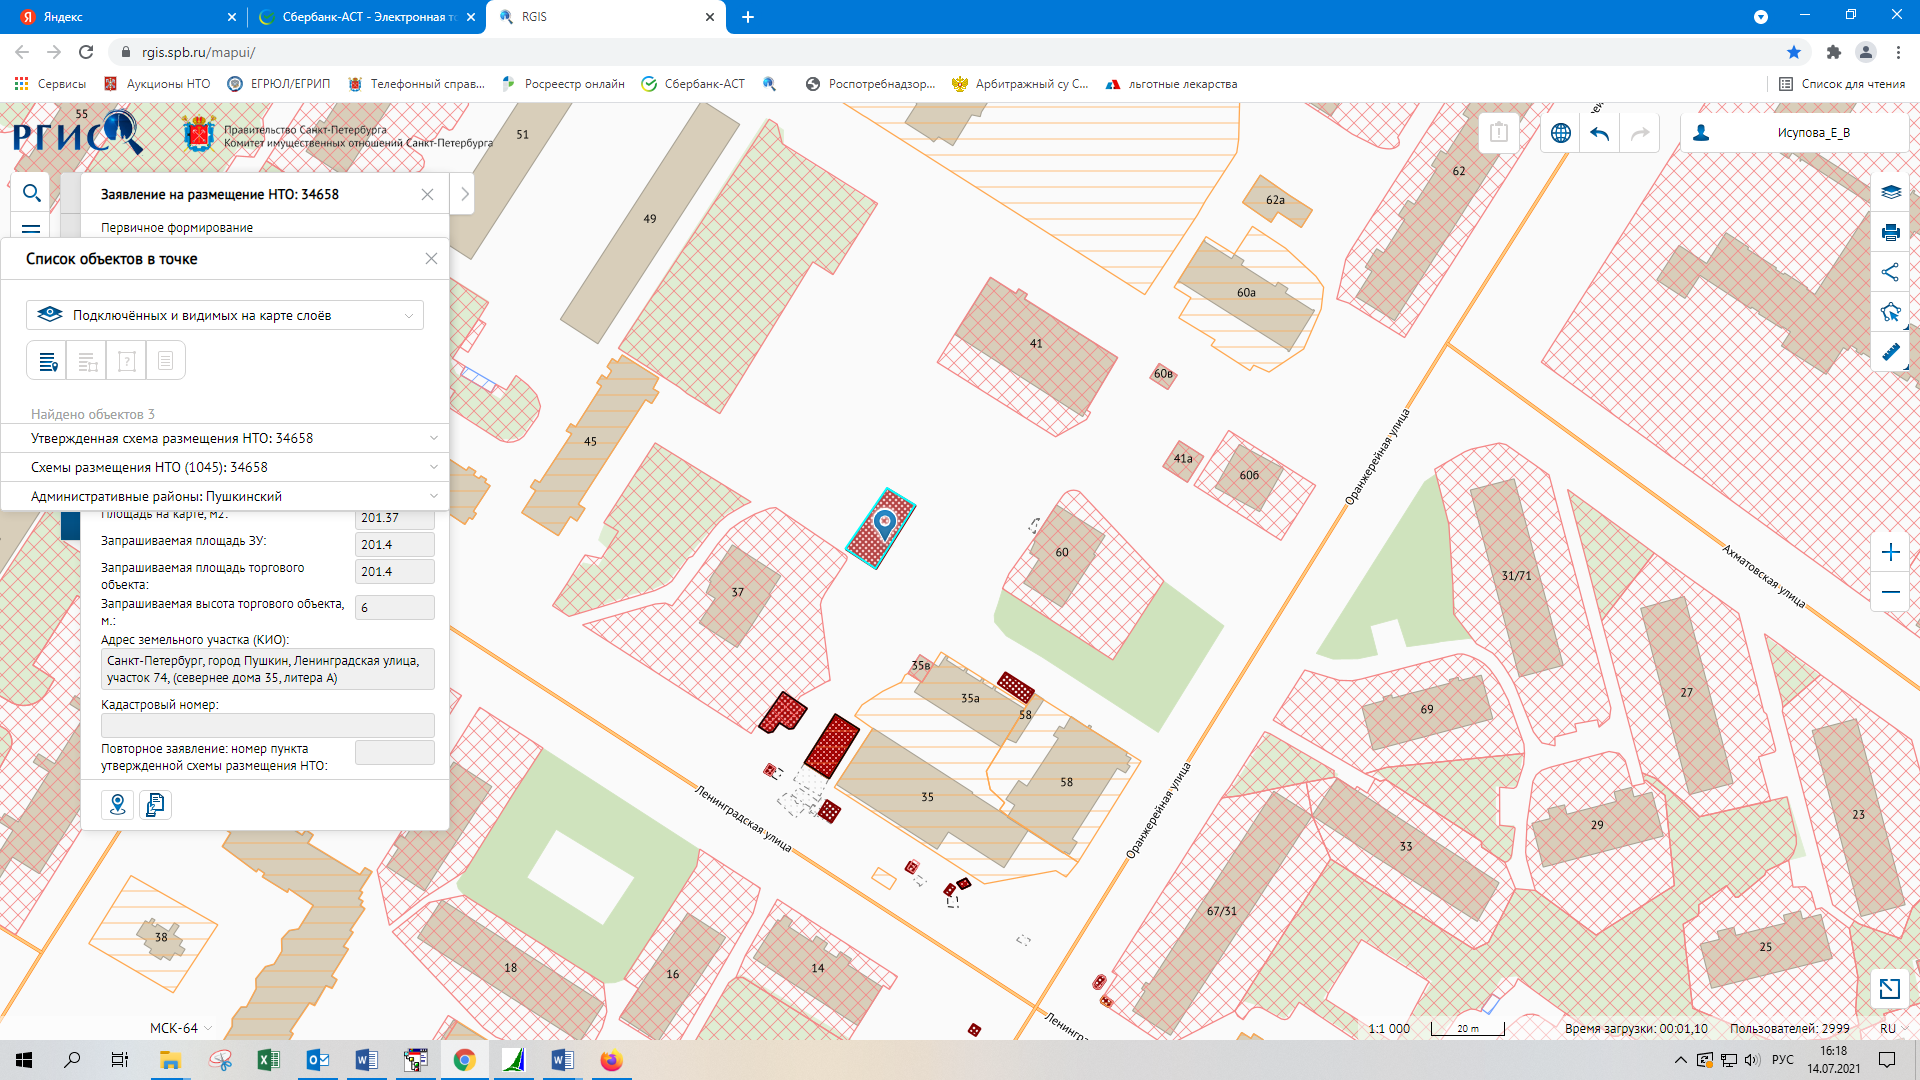 Яндекс
Сбербанк-АСТ - Электронная то
RGIS
rgis.spb.ru/mapui/
Сервисы
Аукционы НТО
ЕГРЮЛ/ЕГРИП
Телефонный справ...
Росреестр онлайн
Сбербанк-АСТ
Роспотребнадзор...
Арбитражный су С...
льготные лекарства
Список для чтения
РГИС
Правительство Санкт-Петербурга
Комитет имущественных отношений Санкт-Петербурга
Исупова_Е_В
Заявление на размещение НТО: 34658
Первичное формирование
Список объектов в точке
Подключённых и видимых на карте слоёв
Найдено объектов 3
Утвержденная схема размещения НТО: 34658
Схемы размещения НТО (1045): 34658
Административные районы: Пушкинский
Площадь на карте, м2:
201.37
Запрашиваемая площадь ЗУ:
201.4
Запрашиваемая площадь торгового
объекта:
201.4
Запрашиваемая высота торгового объекта,
м.:
6
Адрес земельного участка (КИО):
Санкт-Петербург, город Пушкин, Ленинградская улица,
участок 74, (севернее дома 35, литера А)
Кадастровый номер:
Повторное заявление: номер пункта
утвержденной схемы размещения НТО:
55
51
49
62
62а
60а
41
60в
45
41а
60б
60
37
31/71
35в
35а
58
58
35
69
27
29
23
33
67/31
25
38
18
16
14
Оранжерейная улица
Ахматовская улица
Ленинградская улица
Оранжерейная улица
МСК-64
1:1 000
20 m
Время загрузки: 00:01,10
Пользователей: 2999
RU
РУС
16:18
14.07.2021